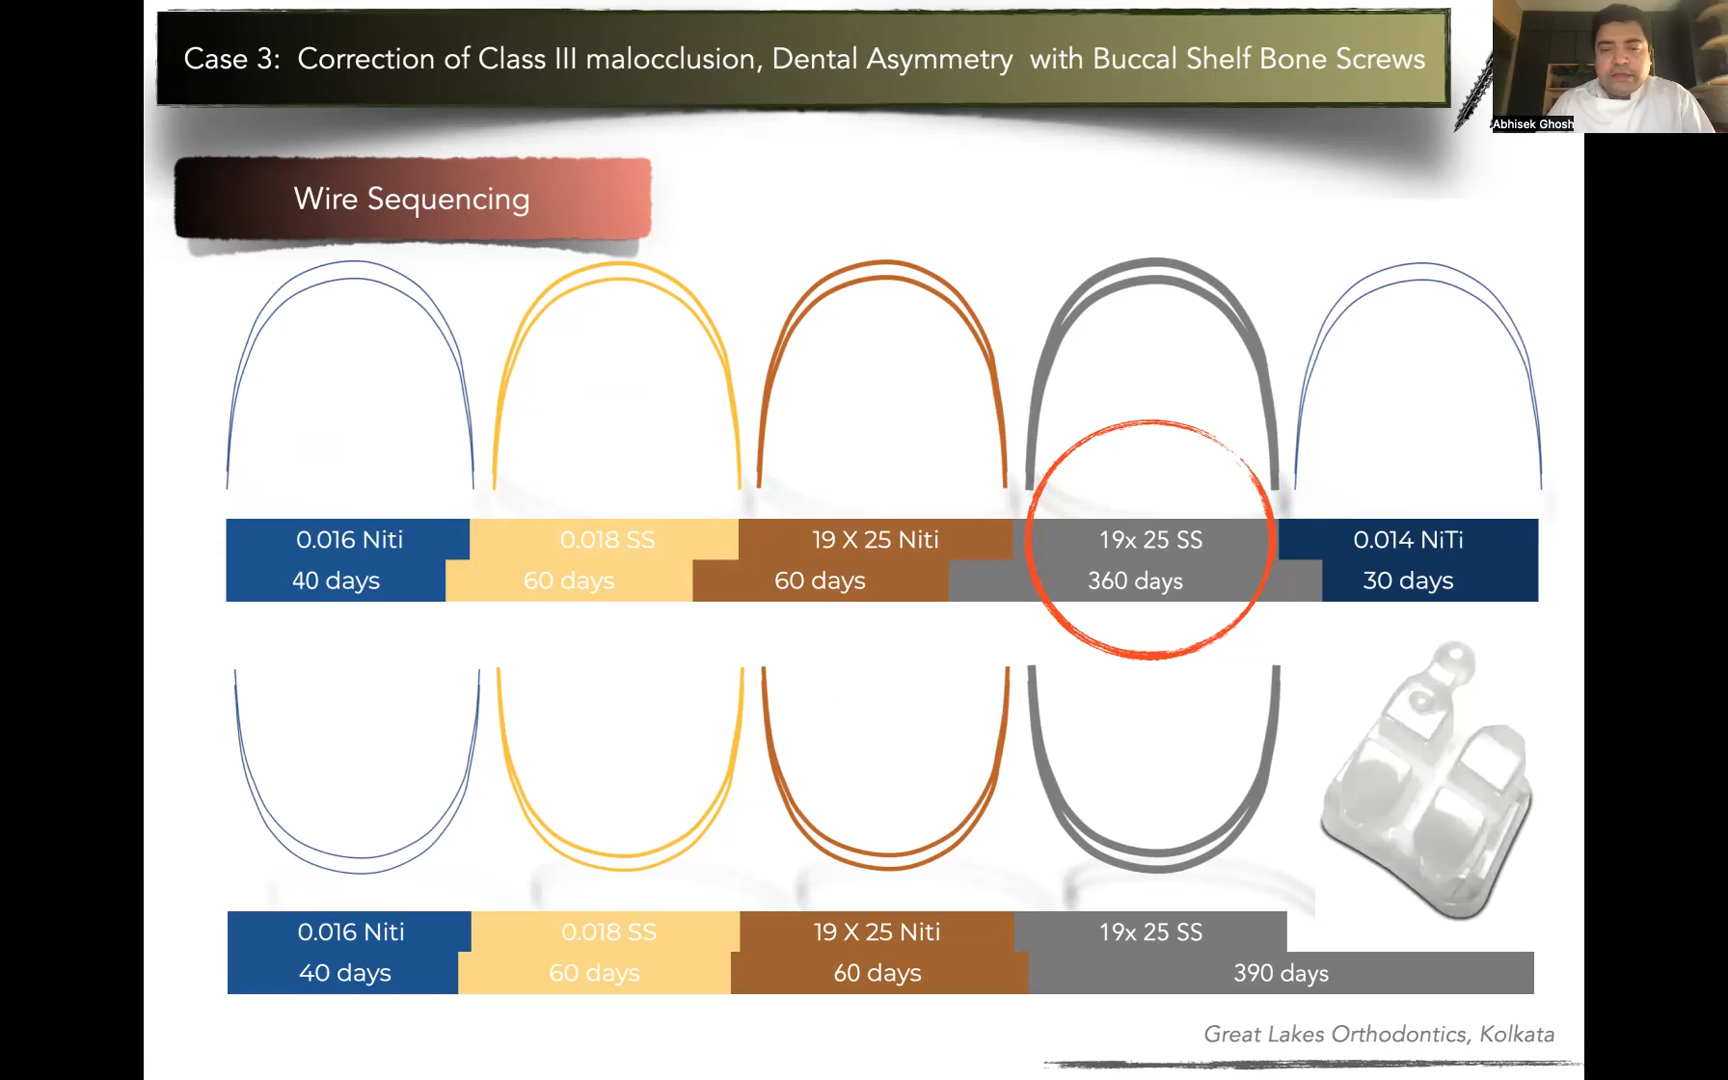 Case 3: Correction of Class III malocclusion, Dental Asymmetry with Buccal Shelf Bone Screws
Abhisek Ghosh
Wire Sequencing
0.016 Niti 0.018 SS 19 X 25 Niti 19x 25 SS 0.014 NiTi
40 days 60 days 60 days 360 days 30 days
0.016 Niti 0.018 SS 19 X 25 Niti 19x 25 SS
40 days 60 days 60 days 390 days
Great Lakes Orthodontics, Kolkata